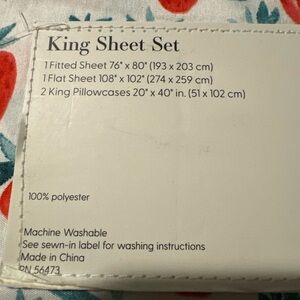 King Sheet Set
1 Fitted Sheet 76" x 80" (193 x 203 cm)
1 Flat Sheet 108" x 102" (274 x 259 cm)
2 King Pillowcases 20" x 40" in. (51 x 102 cm)
100% polyester
Machine Washable
See sewn-in label for washing instructions
Made in China
RN 56473